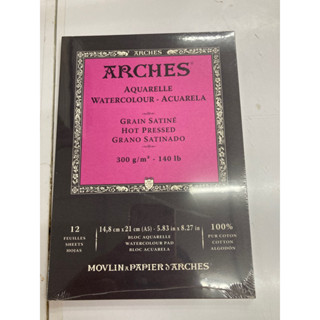 ARCHES
ARCHES®
AQUARELLE
WATERCOLOUR - ACUARELA
GRAIN SATINÉ
HOT PRESSED
GRANO SATINADO
300 g/m² - 140 lb
12
FEUILLES
SHEETS
HOJAS
14,8 cm x 21 cm (A5) - 5.83 in x 8.27 in
BLOC AQUARELLE
WATERCOLOUR PAD
BLOC ACUARELA
100%
PUR COTON
COTTON
ALGODÓN
MOVLIN A PAPIER D'ARCHES